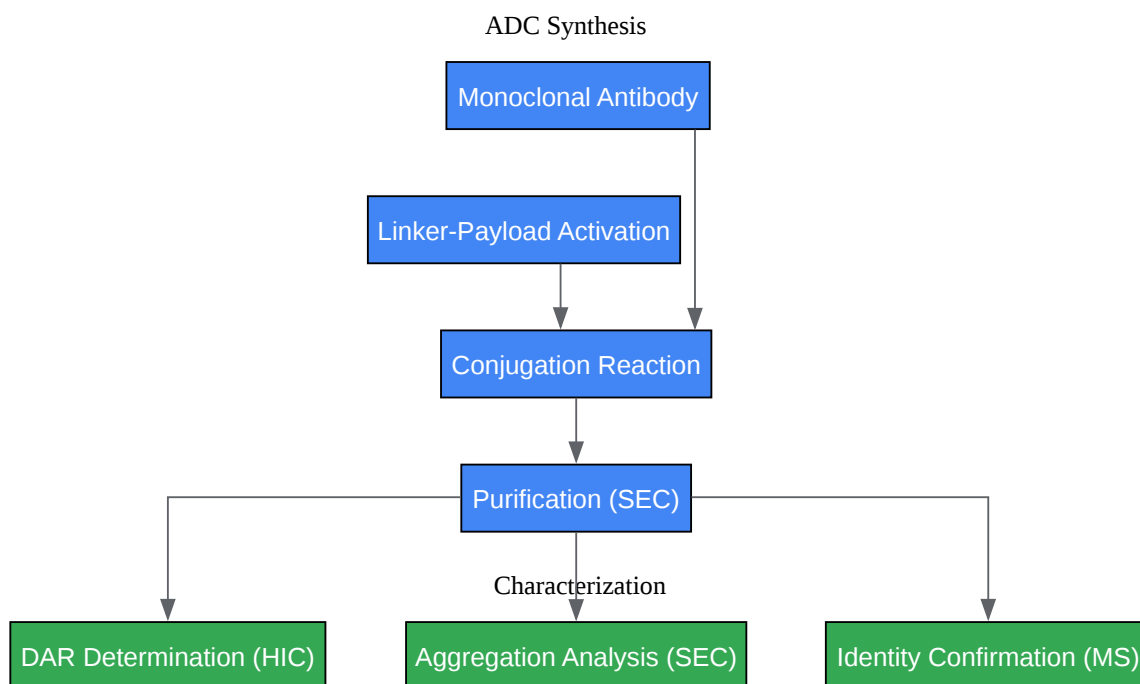 ADC Synthesis
Monoclonal Antibody
Linker-Payload Activation
Conjugation Reaction
Purification (SEC)
Characterization
DAR Determination (HIC)
Aggregation Analysis (SEC)
Identity Confirmation (MS)